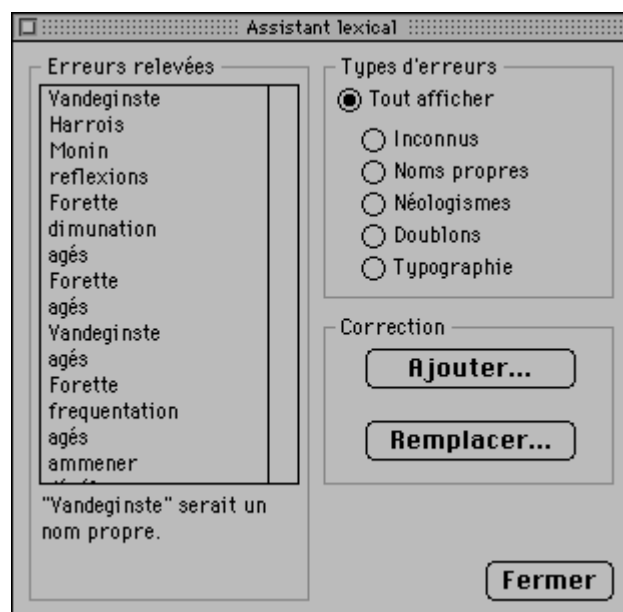 Assistant lexical
Erreurs relevées
Vandeginste
Harrois
Monin
reflexions
Forette
dimunation
agés
Forette
agés
Vandeginste
agés
Forette
frequentation
agés
ammener
"Vandeginste" serait un
nom propre.
Types d'erreurs
Tout afficher
Inconnus
Noms propres
Néologismes
Doublons
Typographie
Correction
Ajouter...
Remplacer...
Fermer